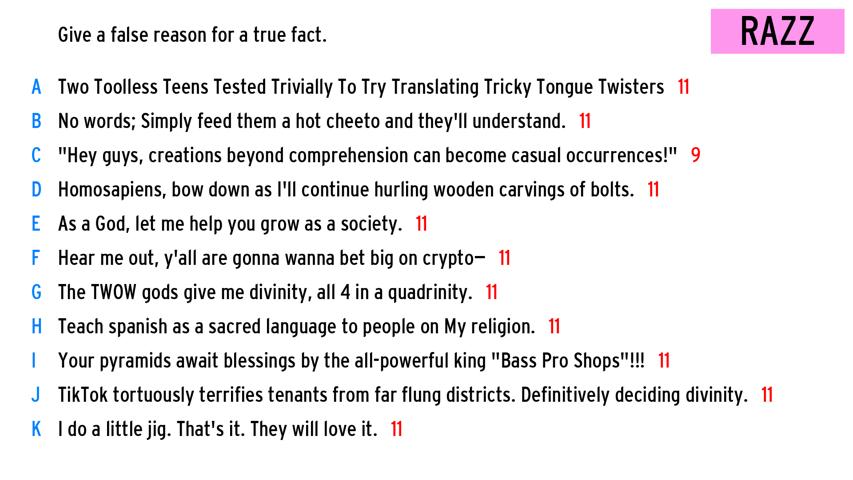 Give a false reason for a true fact.
RAZZ
A Two Toolless Teens Tested Trivially To Try Translating Tricky Tongue Twisters 11
B No words; Simply feed them a hot cheeto and they'll understand. 11
C "Hey guys, creations beyond comprehension can become casual occurrences!" 9
D Homosapiens, bow down as I'll continue hurling wooden carvings of bolts. 11
E As a God, let me help you grow as a society. 11
F Hear me out, y'all are gonna wanna bet big on crypto— 11
G The TWOW gods give me divinity, all 4 in a quadrinity. 11
H Teach spanish as a sacred language to people on My religion. 11
I Your pyramids await blessings by the all-powerful king "Bass Pro Shops"!!! 11
J TikTok tortuously terrifies tenants from far flung districts. Definitively deciding divinity. 11
K I do a little jig. That's it. They will love it. 11